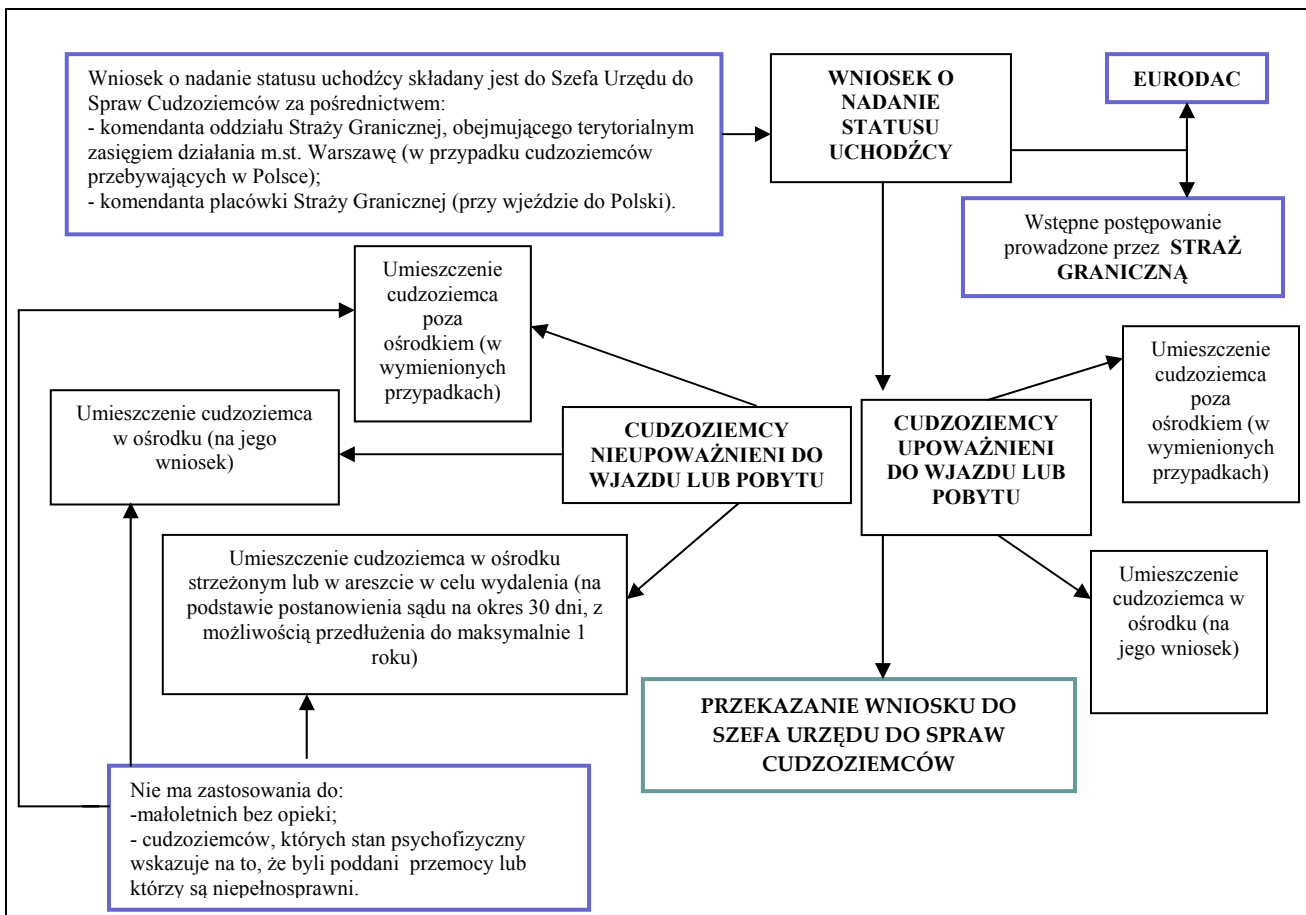 Wniosek o nadanie statusu uchodźcy składany jest do Szefa Urzędu do
Spraw Cudzoziemców za pośrednictwem:
- komendanta oddziału Straży Granicznej, obejmującego terytorialnym
zasięgiem działania m.st. Warszawę (w przypadku cudzoziemców
przebywających w Polsce);
- komendanta placówki Straży Granicznej (przy wjeździe do Polski).
WNIOSEK O
NADANIE
STATUSU
UCHODŹCY
EURODAC
Wstępne postępowanie
prowadzone przez STRAŻ
GRANICZNĄ
Umieszczenie
cudzoziemca
poza
ośrodkiem (w
wymienionych
przypadkach)
Umieszczenie cudzoziemca
w ośrodku (na jego
wniosek)
CUDZOZIEMCY
NIEUPOWAŻNIENI DO
WJAZDU LUB POBYTU
CUDZOZIEMCY
UPOWAŻNIENI
DO WJAZDU LUB
POBYTU
Umieszczenie
cudzoziemca
poza
ośrodkiem (w
wymienionych
przypadkach)
Umieszczenie cudzoziemca w ośrodku
strzeżonym lub w areszcie w celu wydalenia (na
podstawie postanowienia sądu na okres 30 dni, z
możliwością przedłużenia do maksymalnie 1
roku)
Umieszczenie
cudzoziemca w
ośrodku (na
jego wniosek)
PRZEKAZANIE WNIOSKU DO
SZEFA URZĘDU DO SPRAW
CUDZOZIEMCÓW
Nie ma zastosowania do:
-małoletnich bez opieki;
- cudzoziemców, których stan psychofizyczny
wskazuje na to, że byli poddani przemocy lub
którzy są niepełnosprawni.